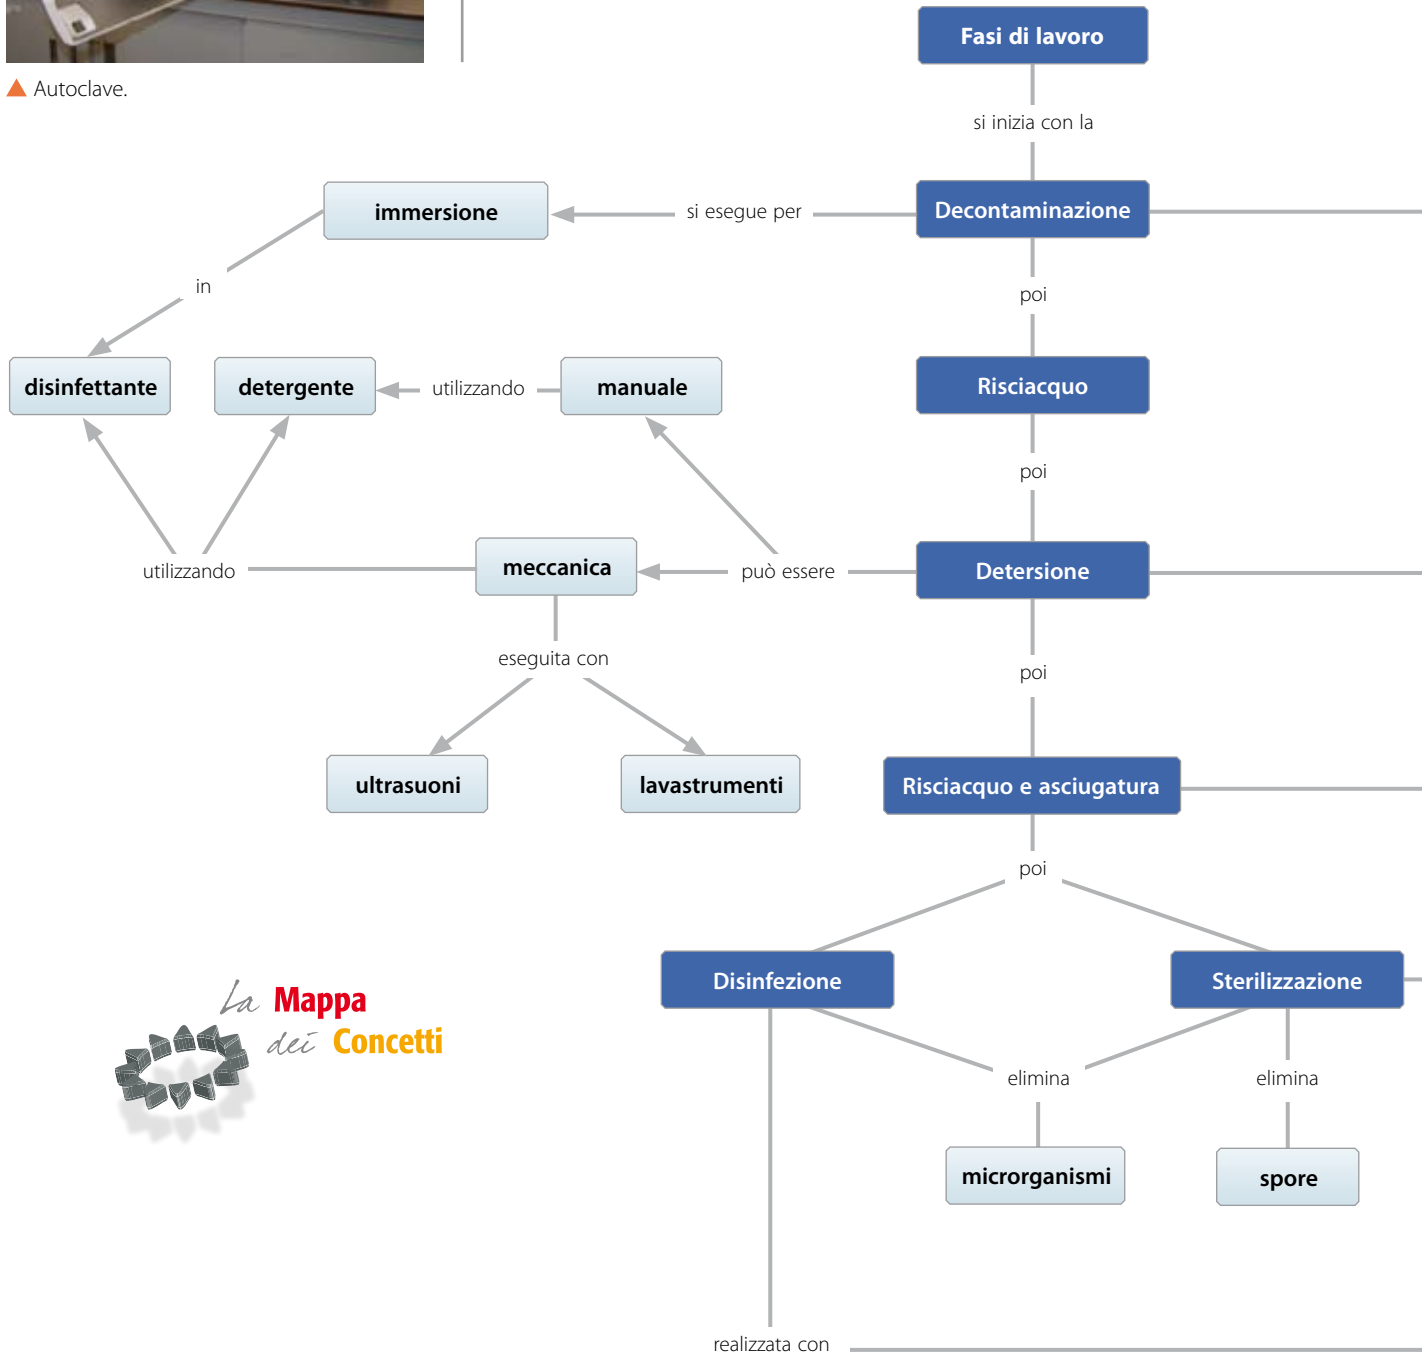 Autoclave.
Fasi di lavoro
si inizia con la
immersione
si esegue per
Decontaminazione
in
poi
disinfettante
detergente
utilizzando
manuale
Risciacquo
poi
utilizzando
meccanica
può essere
Detersione
eseguita con
poi
ultrasuoni
lavastrumenti
Risciacquo e asciugatura
poi
Disinfezione
Sterilizzazione
La Mappa
dei Concetti
elimina
elimina
microrganismi
spore
realizzata con